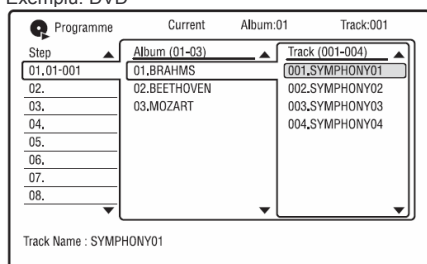 Exemplu: DVD
Programme Current Album:01 Track:001
Step Album (01-03) Track (001-004)
01.01-001 01.BRAHMS 001.SYMPHONY01
02. 02.BEETHOVEN 002.SYMPHONY02
03. 03.MOZART 003.SYMPHONY03
04. 004.SYMPHONY04
05.
06.
07.
08.
Track Name : SYMPHONY01